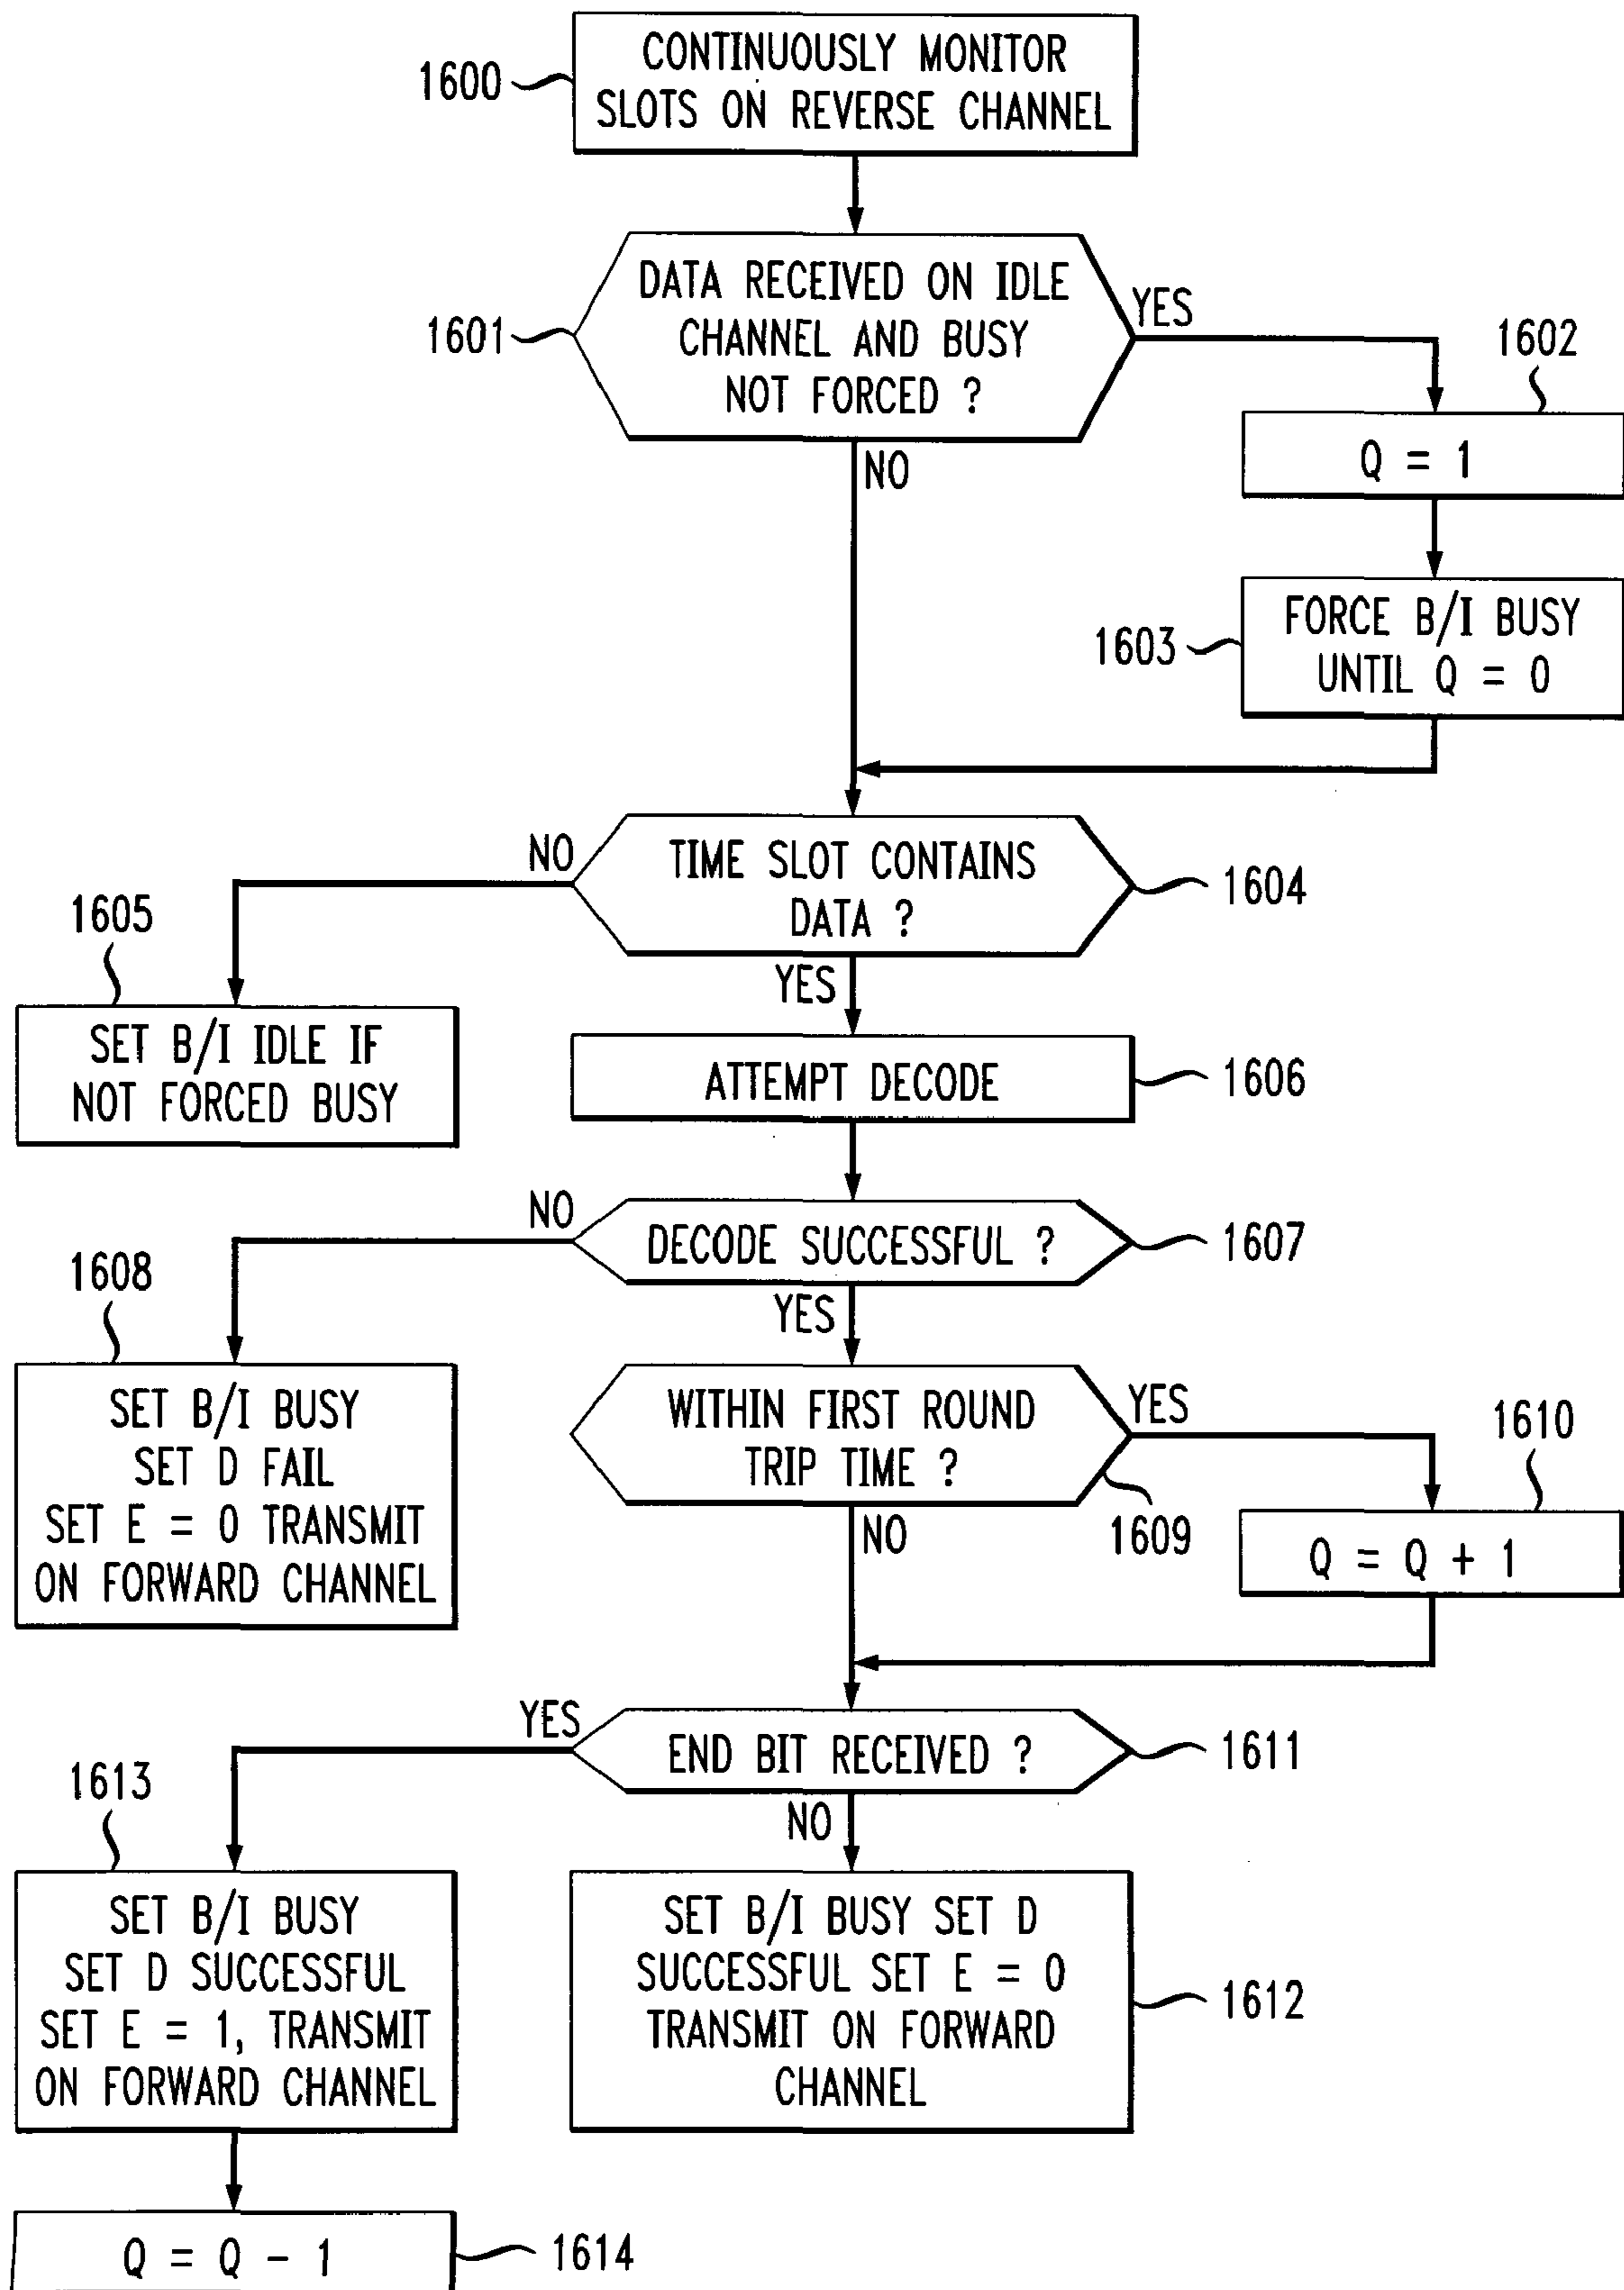 CONTINUOUSLY MONITOR
SLOTS ON REVERSE CHANNEL
1600
DATA RECEIVED ON IDLE
CHANNEL AND BUSY
NOT FORCED ?
1601
YES
NO
1602
Q = 1
1603
FORCE B/I BUSY
UNTIL Q = 0
TIME SLOT CONTAINS
DATA ?
1604
NO
YES
1605
SET B/I IDLE IF
NOT FORCED BUSY
ATTEMPT DECODE
1606
DECODE SUCCESSFUL ?
1607
NO
YES
1608
SET B/I BUSY
SET D FAIL
SET E = 0 TRANSMIT
ON FORWARD CHANNEL
WITHIN FIRST ROUND
TRIP TIME ?
1609
YES
NO
1610
Q = Q + 1
END BIT RECEIVED ?
1611
YES
NO
1613
SET B/I BUSY
SET D SUCCESSFUL
SET E = 1, TRANSMIT
ON FORWARD CHANNEL
SET B/I BUSY SET D
SUCCESSFUL SET E = 0
TRANSMIT ON FORWARD
CHANNEL
1612
Q = Q - 1
1614